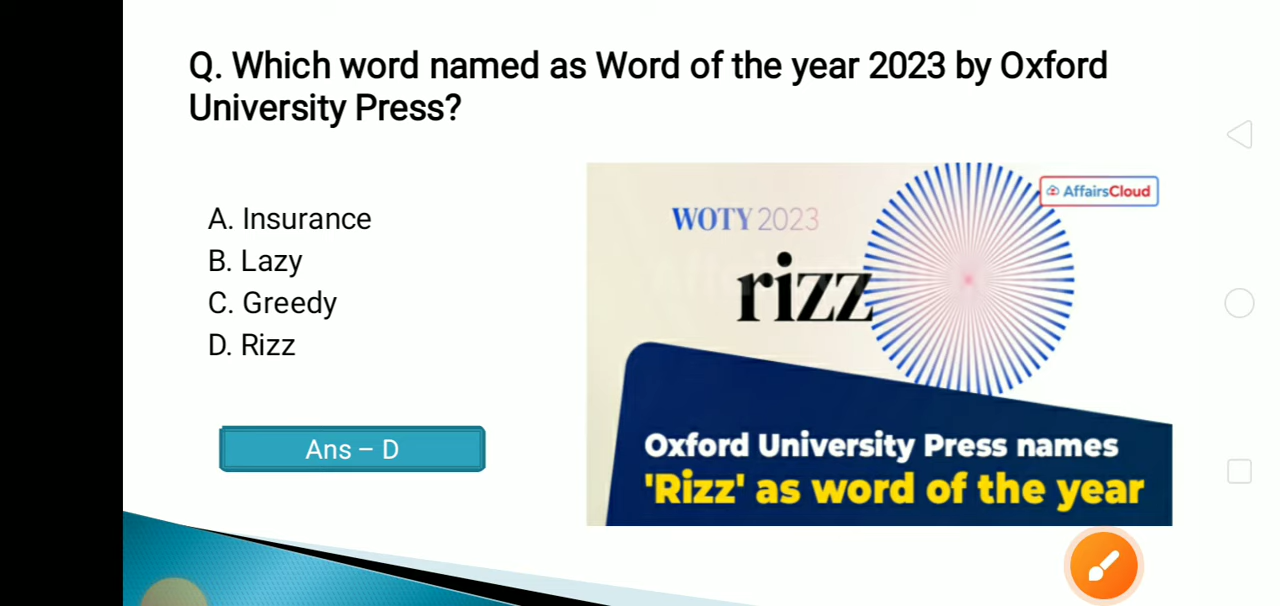 Q. Which word named as Word of the year 2023 by Oxford
University Press?
A. Insurance
B. Lazy
C. Greedy
D. Rizz
Ans – D
AffairsCloud
WOTY 2023
rizz
Oxford University Press names
'Rizz' as word of the year